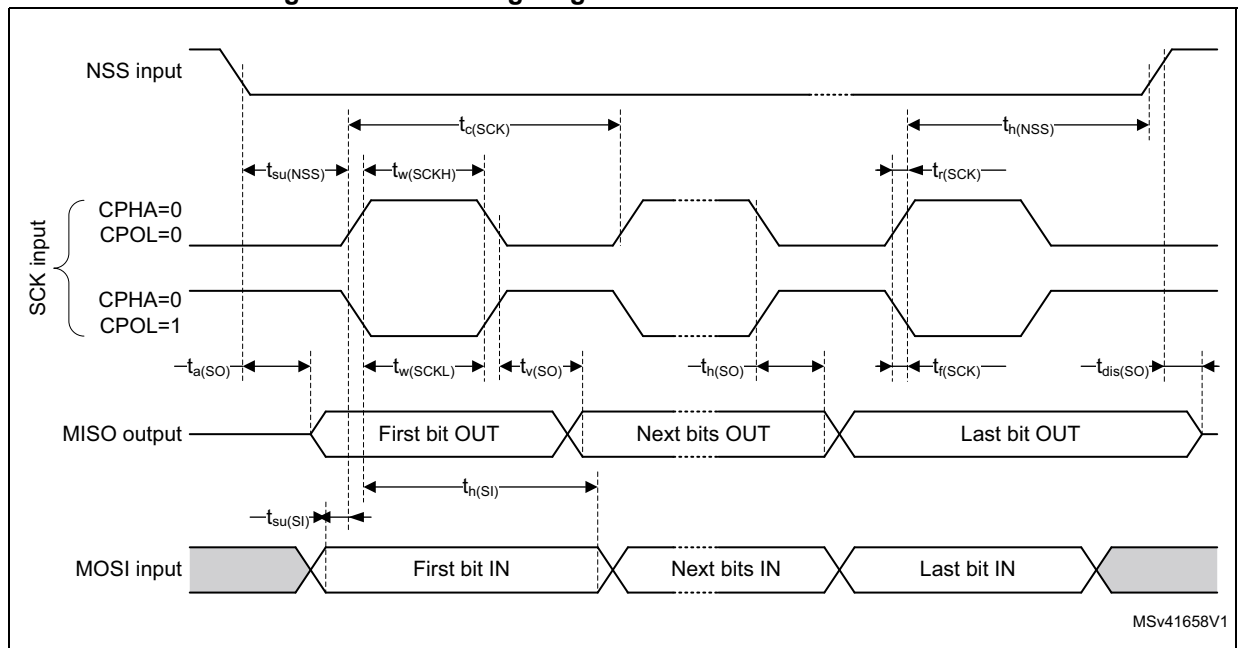 NSS input
tc(SCK)
th(NSS)
tsu(NSS)
tw(SCKH)
tr(SCK)
SCK input
CPHA=0
CPOL=0
CPHA=0
CPOL=1
ta(SO)
tw(SCKL)
tv(SO)
th(SO)
tf(SCK)
tdis(SO)
MISO output
First bit OUT
Next bits OUT
Last bit OUT
th(SI)
tsu(SI)
MOSI input
First bit IN
Next bits IN
Last bit IN
MSv41658V1